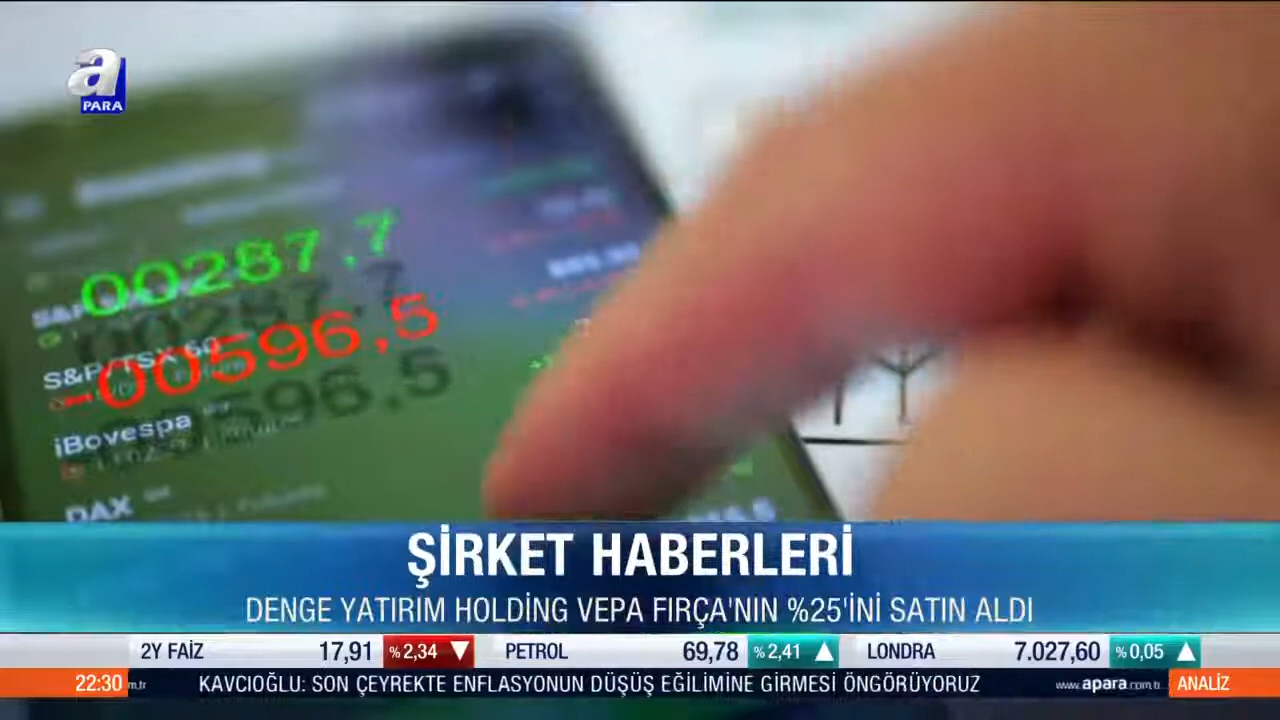 a
PARA
00287,7
-00596,5
S&P/TSX 60
iBovespa
DAX
ŞİRKET HABERLERİ
DENGE YATIRIM HOLDİNG VEPA FIRÇA'NIN %25'İNİ SATIN ALDI
2Y FAİZ 17,91 %2,34 PETROL 69,78 %2,41 LONDRA 7.027,60 %0,05
22:30 m.tr KAVCIOĞLU: SON ÇEYREKTE ENFLASYONUN DÜŞÜŞ EĞİLİMİNE GİRMESİ ÖNGÖRÜYORUZ www.apara.com.tr ANALİZ